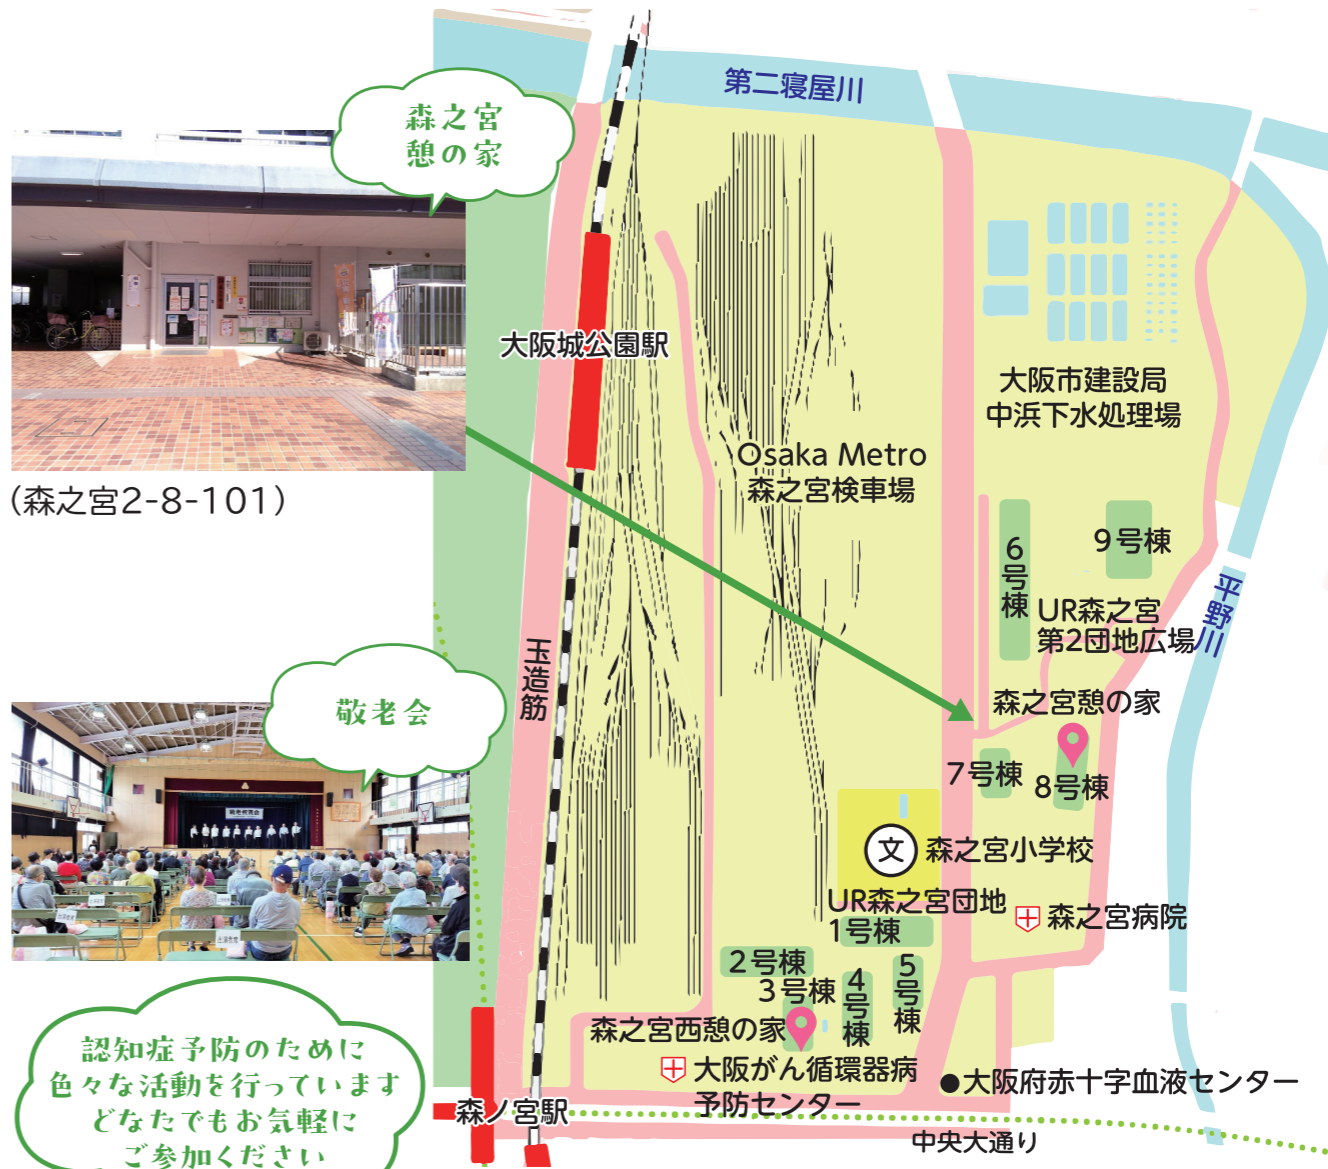 森之宮
憩の家
(森之宮2-8-101)
敬老会
敬老祝賀会
認知症予防のために
色々な活動を行っています
どなたでもお気軽に
ご参加ください
第二寝屋川
大阪城公園駅
大阪市建設局
中浜下水処理場
Osaka Metro
森之宮検車場
6号棟
9号棟
UR森之宮
第2団地広場
平野川
玉造筋
森之宮憩の家
7号棟
8号棟
文
森之宮小学校
UR森之宮団地
1号棟
森之宮病院
2号棟
3号棟
4号棟
5号棟
森之宮西憩の家
大阪がん循環器病
予防センター
大阪府赤十字血液センター
森ノ宮駅
中央大通り